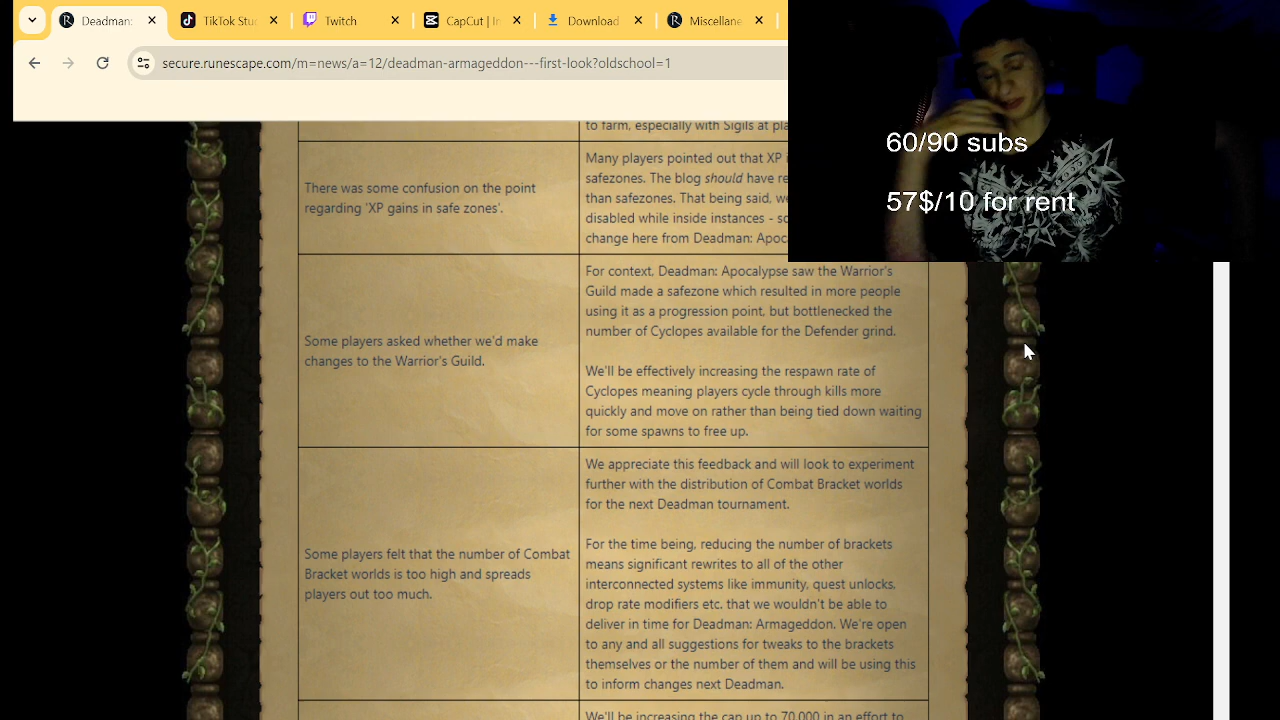 Deadman:
TikTok Stu
Twitch
CapCut | In
Download
Miscellane
secure.runescape.com/m=news/a=12/deadman-armageddon---first-look?oldschool=1
60/90 subs
57$/10 for rent
to farm, especially with Sigils at pla
There was some confusion on the point
regarding 'XP gains in safe zones'.
Many players pointed out that XP i
safezones. The blog should have re
than safezones. That being said, we
disabled while inside instances - so
change here from Deadman: Apoca
Some players asked whether we'd make
changes to the Warrior's Guild.
For context, Deadman: Apocalypse saw the Warrior's
Guild made a safezone which resulted in more people
using it as a progression point, but bottlenecked the
number of Cyclopes available for the Defender grind.
We'll be effectively increasing the respawn rate of
Cyclopes meaning players cycle through kills more
quickly and move on rather than being tied down waiting
for some spawns to free up.
Some players felt that the number of Combat
Bracket worlds is too high and spreads
players out too much.
We appreciate this feedback and will look to experiment
further with the distribution of Combat Bracket worlds
for the next Deadman tournament.
For the time being, reducing the number of brackets
means significant rewrites to all of the other
interconnected systems like immunity, quest unlocks,
drop rate modifiers etc. that we wouldn't be able to
deliver in time for Deadman: Armageddon. We're open
to any and all suggestions for tweaks to the brackets
themselves or the number of them and will be using this
to inform changes next Deadman.
We'll be increasing the cap up to 70,000 in an effort to